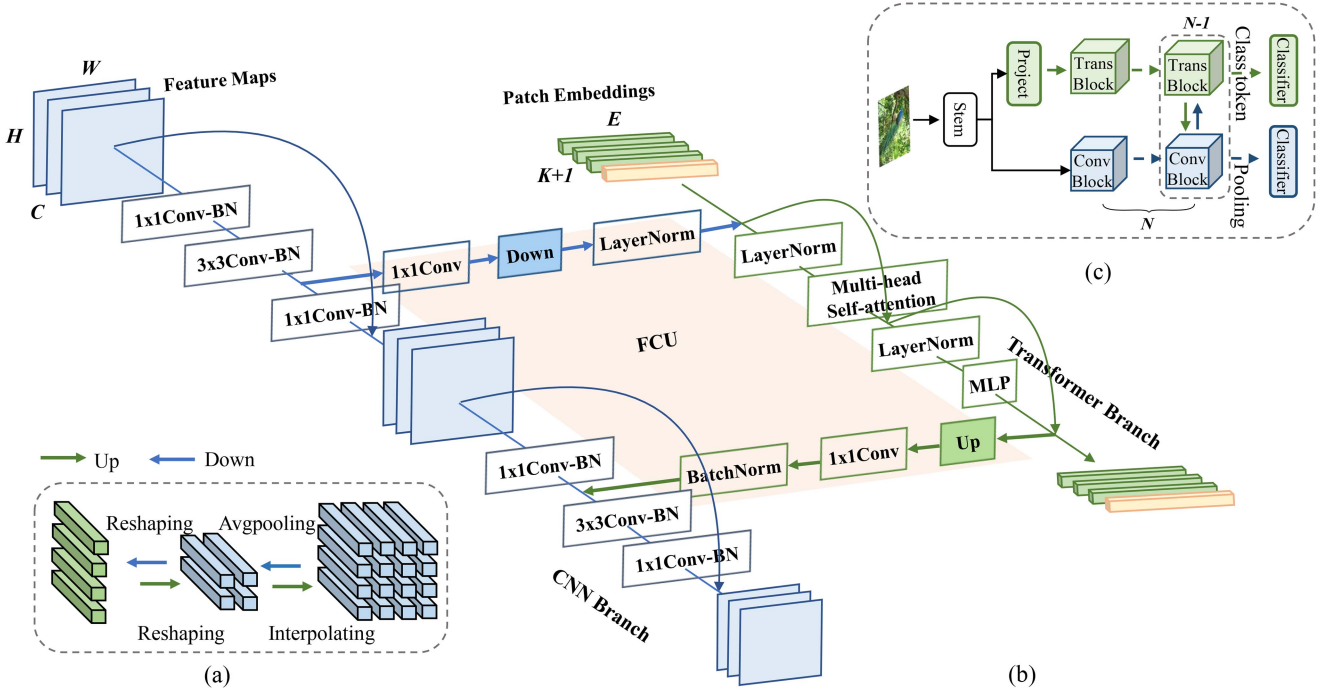 W
Feature Maps
H
C
1x1Conv-BN
3x3Conv-BN
1x1Conv-BN
1x1Conv
Down
LayerNorm
Patch Embeddings
E
K+1
LayerNorm
Multi-head
Self-attention
LayerNorm
MLP
Transformer Branch
FCU
Up
1x1Conv
BatchNorm
1x1Conv-BN
3x3Conv-BN
1x1Conv-BN
CNN Branch
Up
Down
Reshaping
Avgpooling
Reshaping
Interpolating
(a)
(b)
N-1
Stem
Project
Trans
Block
Trans
Block
Class token
Classifier
Conv
Block
Conv
Block
Pooling
Classifier
N
(c)